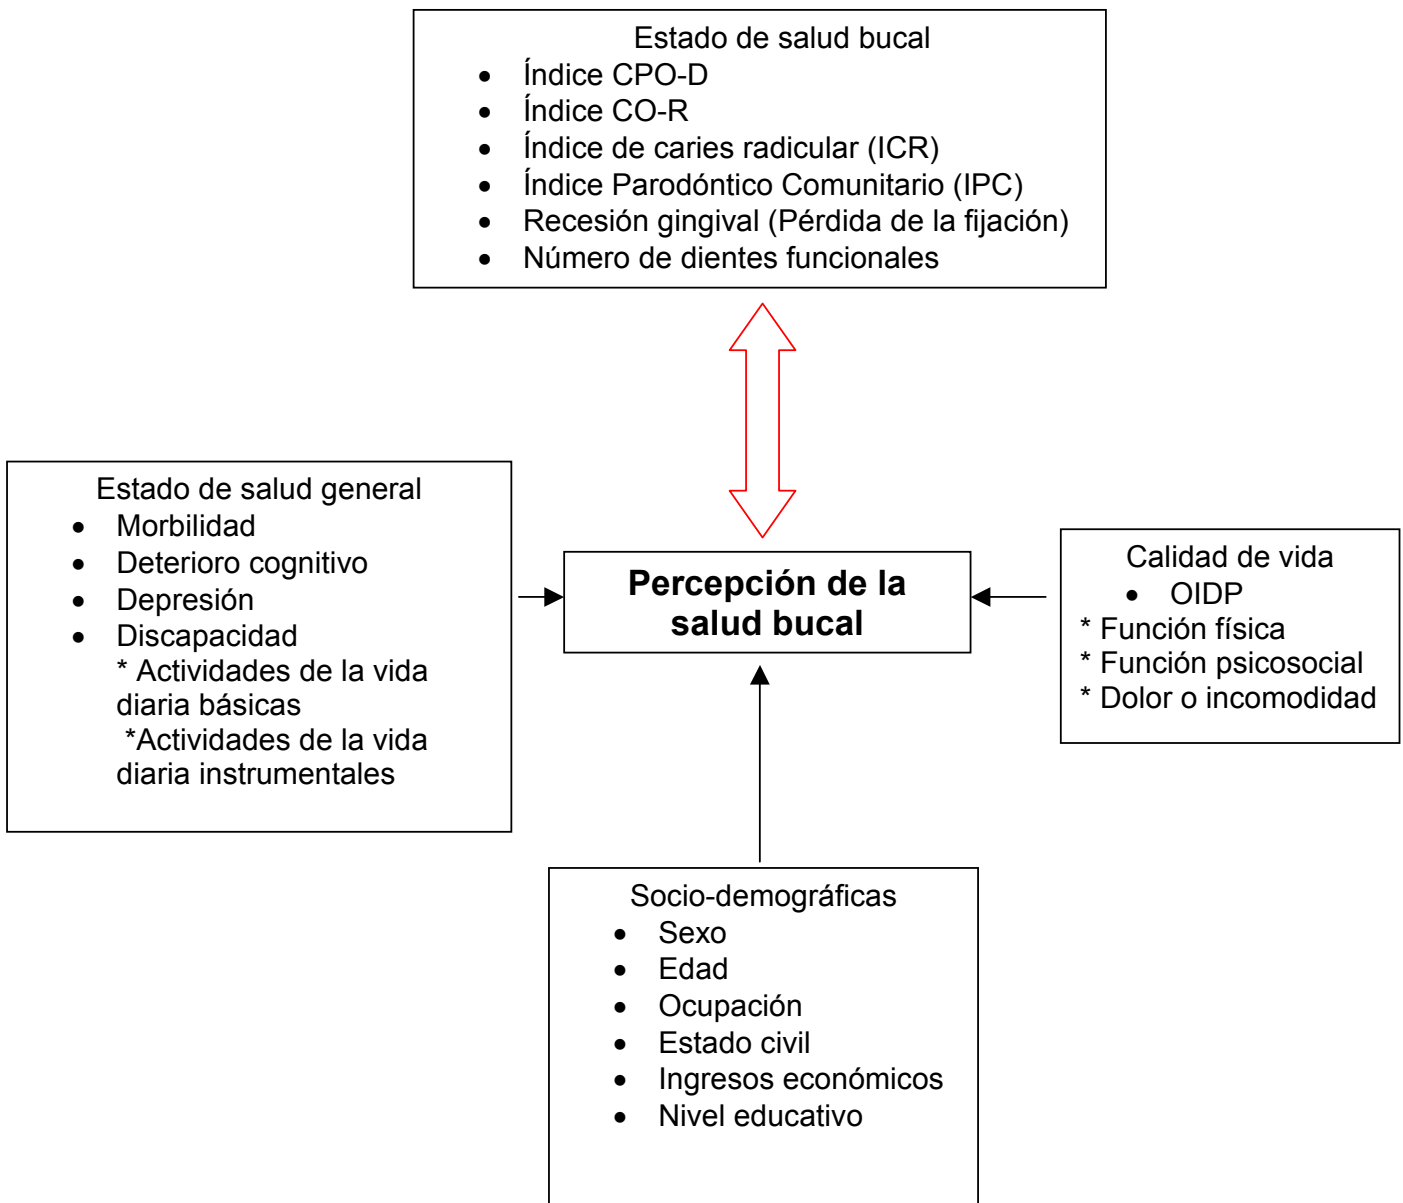 Estado de salud bucal
• Índice CPO-D
• Índice CO-R
• Índice de caries radicular (ICR)
• Índice Parodóntico Comunitario (IPC)
• Recesión gingival (Pérdida de la fijación)
• Número de dientes funcionales
Estado de salud general
• Morbilidad
• Deterioro cognitivo
• Depresión
• Discapacidad
* Actividades de la vida
diaria básicas
*Actividades de la vida
diaria instrumentales
Percepción de la
salud bucal
Calidad de vida
• OIDP
* Función física
* Función psicosocial
* Dolor o incomodidad
Socio-demográficas
• Sexo
• Edad
• Ocupación
• Estado civil
• Ingresos económicos
• Nivel educativo